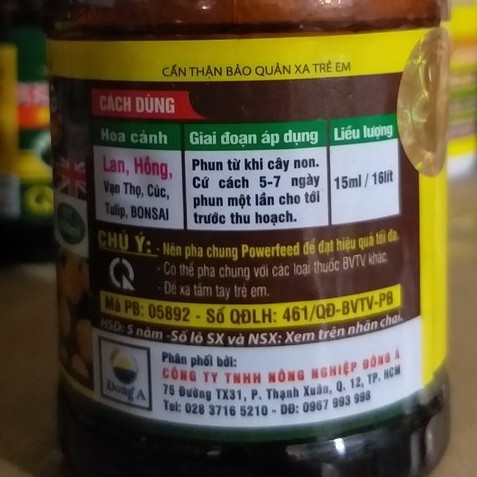 CẨN THẬN BẢO QUẢN XA TRẺ EM
CÁCH DÙNG
Hoa cảnh Giai đoạn áp dụng Liều lượng
Lan, Hồng,
Vạn Thọ, Cúc,
Tulip, BONSAI
Phun từ khi cây non.
Cứ cách 5-7 ngày
phun một lần cho tới
trước thu hoạch.
15ml / 16lít
CHÚ Ý: - Nên pha chung Powerfeed để đạt hiệu quả tối đa.
- Có thể pha chung với các loại thuốc BVTV khác.
- Để xa tầm tay trẻ em.
Mã PB: 05892 - Số QĐLH: 461/QĐ-BVTV-PB
HSD: 5 năm -Số lô SX và NSX: Xem trên nhãn chai.
Đông A
Phân phối bởi:
CÔNG TY TNHH NÔNG NGHIỆP ĐÔNG Á
75 Đường TX31, P. Thạnh Xuân, Q. 12, TP. HCM
Tel: 028 3716 5210 - DĐ: 0967 993 998